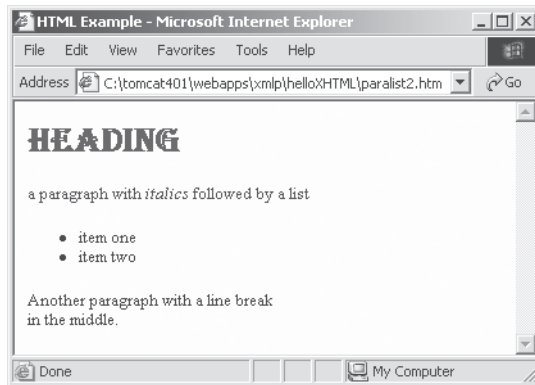 HTML Example - Microsoft Internet Explorer
File Edit View Favorites Tools Help
Address C:\tomcat401\webapps\xmlp\helloXHTML\paralist2.htm Go
HEADING
a paragraph with italics followed by a list
• item one
• item two
Another paragraph with a line break
in the middle.
Done My Computer